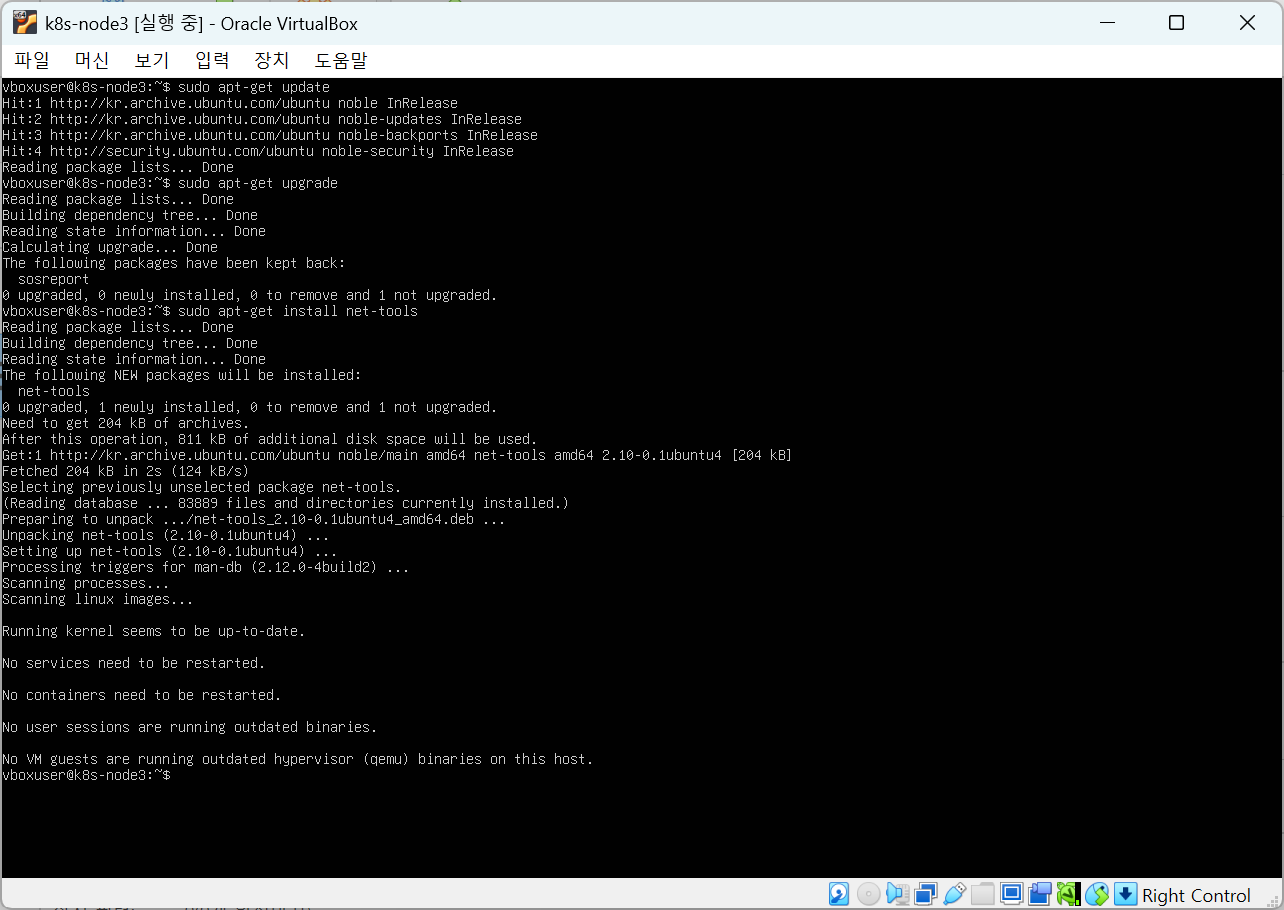 k8s-node3 [실행 중] - Oracle VirtualBox
파일 머신 보기 입력 장치 도움말
vboxuser@k8s-node3:~$ sudo apt-get update
Hit:1 http://kr.archive.ubuntu.com/ubuntu noble InRelease
Hit:2 http://kr.archive.ubuntu.com/ubuntu noble-updates InRelease
Hit:3 http://kr.archive.ubuntu.com/ubuntu noble-backports InRelease
Hit:4 http://security.ubuntu.com/ubuntu noble-security InRelease
Reading package lists... Done
vboxuser@k8s-node3:~$ sudo apt-get upgrade
Reading package lists... Done
Building dependency tree... Done
Reading state information... Done
Calculating upgrade... Done
The following packages have been kept back:
  sosreport
0 upgraded, 0 newly installed, 0 to remove and 1 not upgraded.
vboxuser@k8s-node3:~$ sudo apt-get install net-tools
Reading package lists... Done
Building dependency tree... Done
Reading state information... Done
The following NEW packages will be installed:
  net-tools
0 upgraded, 1 newly installed, 0 to remove and 1 not upgraded.
Need to get 204 kB of archives.
After this operation, 811 kB of additional disk space will be used.
Get:1 http://kr.archive.ubuntu.com/ubuntu noble/main amd64 net-tools amd64 2.10-0.1ubuntu4 [204 kB]
Fetched 204 kB in 2s (124 kB/s)
Selecting previously unselected package net-tools.
(Reading database ... 83889 files and directories currently installed.)
Preparing to unpack .../net-tools_2.10-0.1ubuntu4_amd64.deb ...
Unpacking net-tools (2.10-0.1ubuntu4) ...
Setting up net-tools (2.10-0.1ubuntu4) ...
Processing triggers for man-db (2.12.0-4build2) ...
Scanning processes...
Scanning linux images...
Running kernel seems to be up-to-date.
No services need to be restarted.
No containers need to be restarted.
No user sessions are running outdated binaries.
No VM guests are running outdated hypervisor (qemu) binaries on this host.
vboxuser@k8s-node3:~$
Right Control